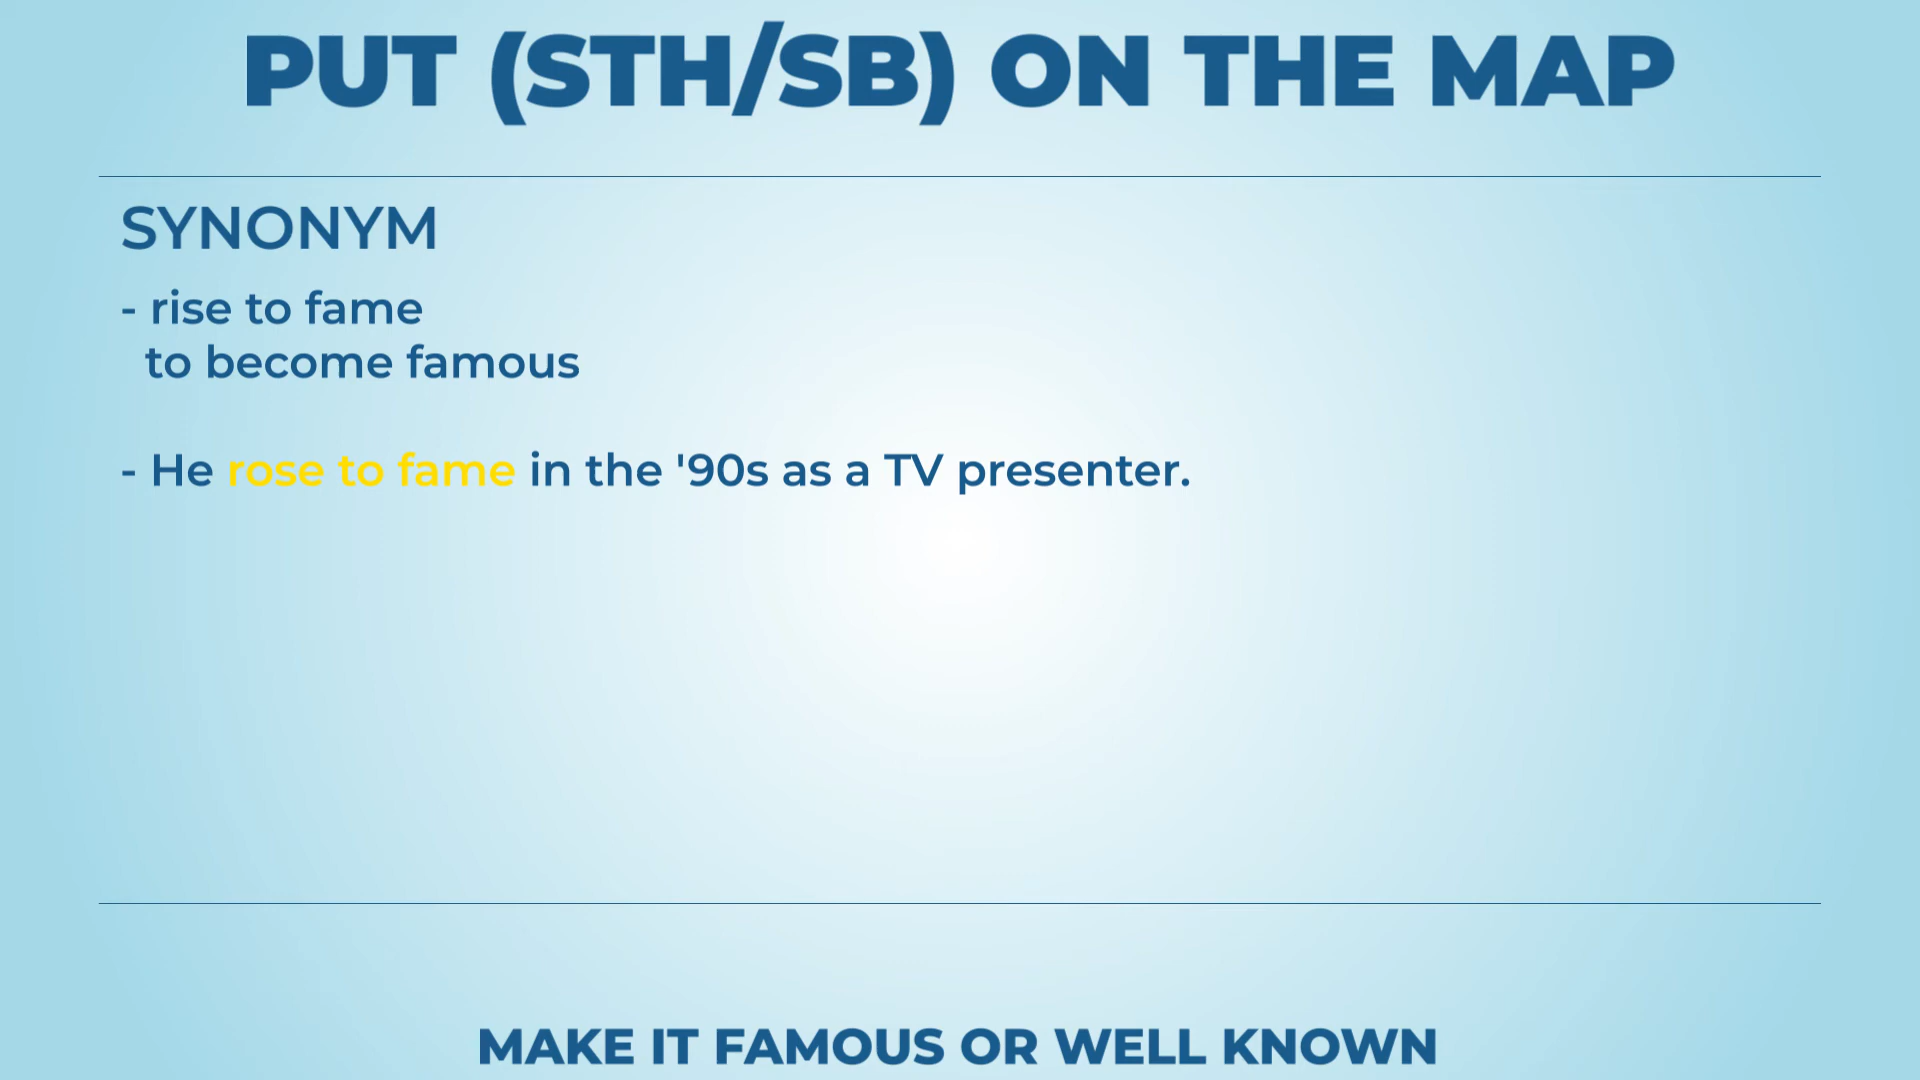 PUT (STH/SB) ON THE MAP
SYNONYM
- rise to fame
to become famous
- He rose to fame in the '90s as a TV presenter.
MAKE IT FAMOUS OR WELL KNOWN